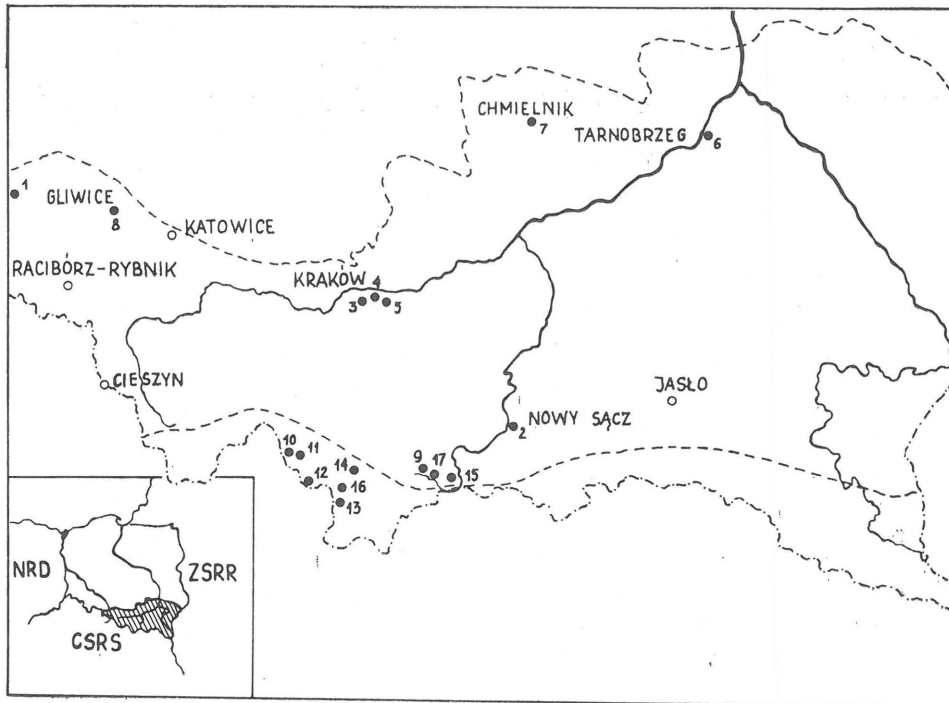 CHMIELNIK
7
TARNOBRZEG
6
1
GLIWICE
8
KATOWICE
RACIBÓRZ-RYBNIK
KRAKÓW
4
3
5
CIESZYN
JASŁO
NOWY SĄCZ
2
10
11
14
9
17
15
12
16
13
NRD
ZSRR
CSRS